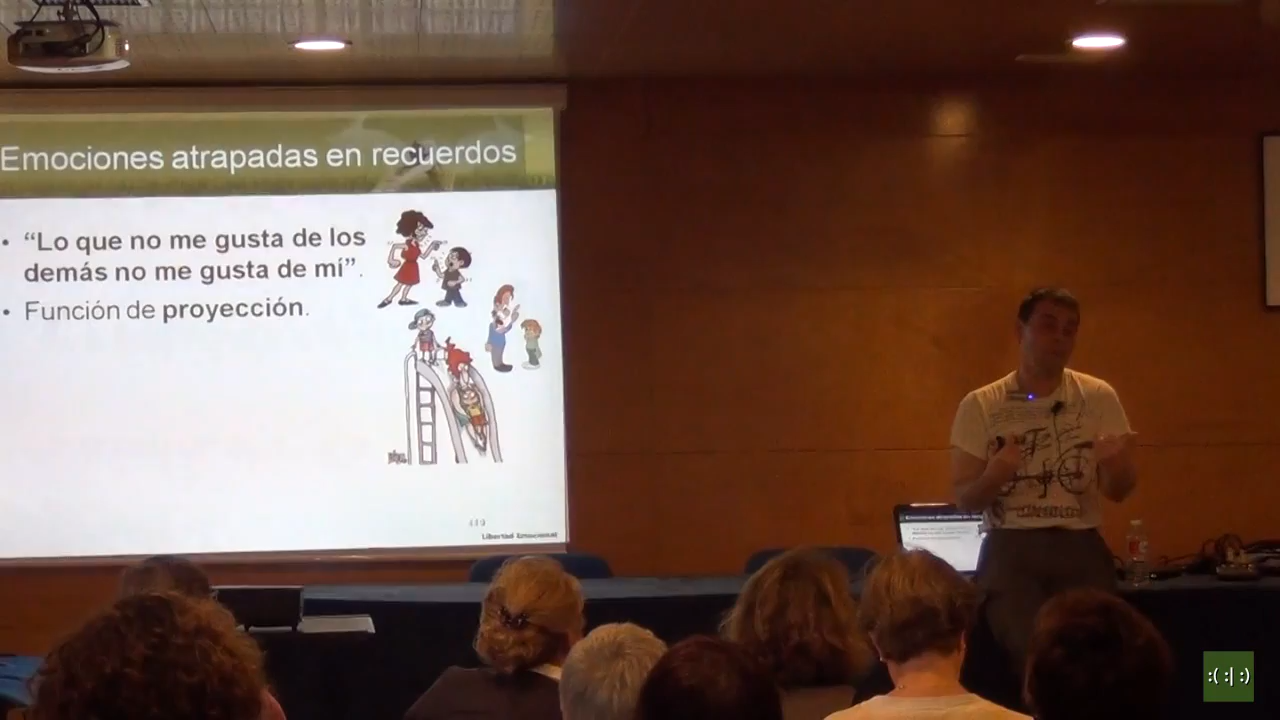 Emociones atrapadas en recuerdos
• “Lo que no me gusta de los
demás no me gusta de mí”.
• Función de proyección.
Libertad Emocional
:( :| :)